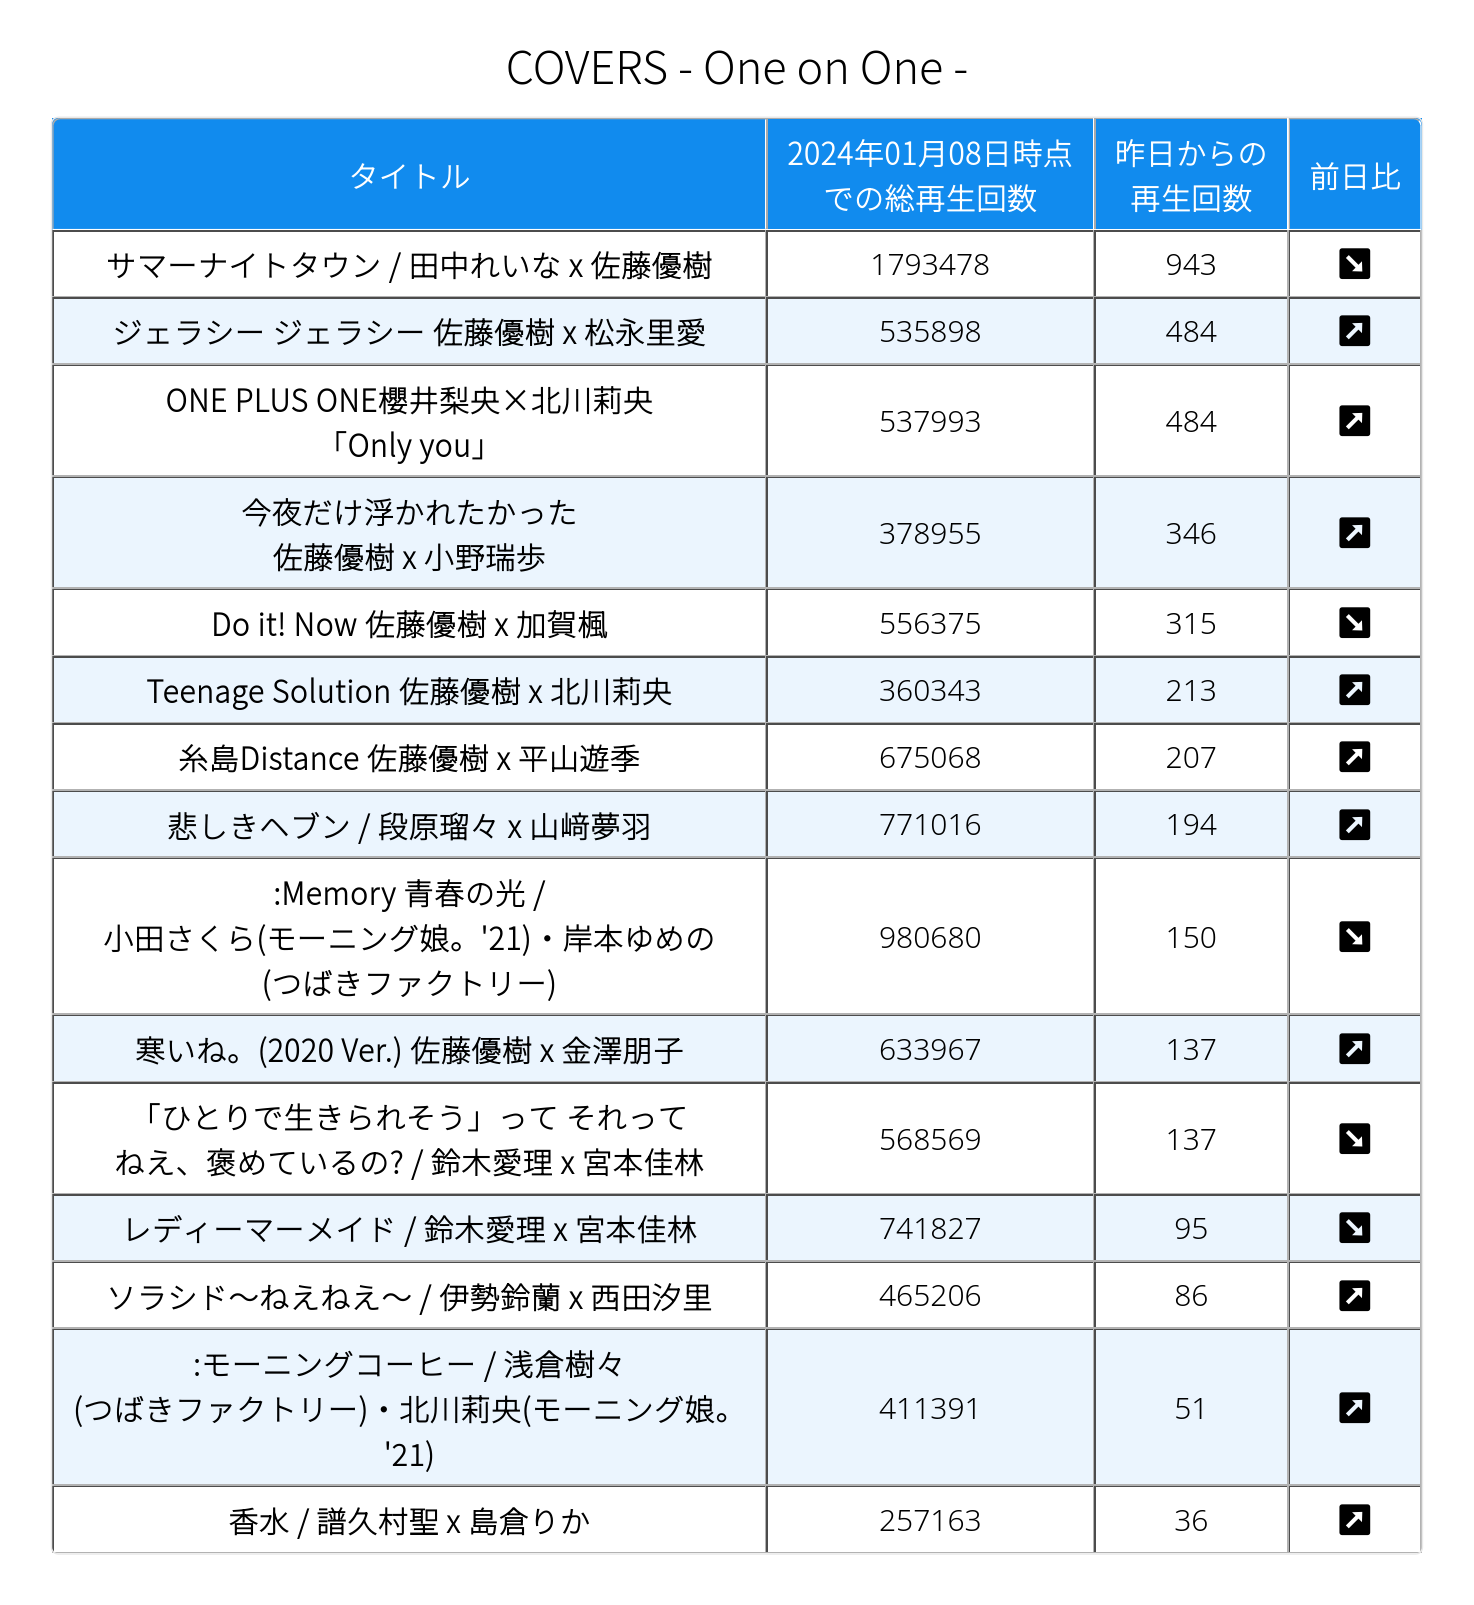 COVERS - One on One -
タイトル
2024年01月08日時点
での総再生回数
昨日からの
再生回数
前日比
サマーナイトタウン / 田中れいな x 佐藤優樹
1793478
943
ジェラシー ジェラシー 佐藤優樹 x 松永里愛
535898
484
ONE PLUS ONE櫻井梨央×北川莉央
「Only you」
537993
484
今夜だけ浮かれたかった
佐藤優樹 x 小野瑞歩
378955
346
Do it! Now 佐藤優樹 x 加賀楓
556375
315
Teenage Solution 佐藤優樹 x 北川莉央
360343
213
糸島Distance 佐藤優樹 x 平山遊季
675068
207
悲しきヘブン / 段原瑠々 x 山﨑夢羽
771016
194
:Memory 青春の光 /
小田さくら(モーニング娘。'21)・岸本ゆめの
(つばきファクトリー)
980680
150
寒いね。(2020 Ver.) 佐藤優樹 x 金澤朋子
633967
137
「ひとりで生きられそう」って それって
ねえ、褒めているの? / 鈴木愛理 x 宮本佳林
568569
137
レディーマーメイド / 鈴木愛理 x 宮本佳林
741827
95
ソラシド〜ねえねえ〜 / 伊勢鈴蘭 x 西田汐里
465206
86
:モーニングコーヒー / 浅倉樹々
(つばきファクトリー)・北川莉央(モーニング娘。
'21)
411391
51
香水 / 譜久村聖 x 島倉りか
257163
36